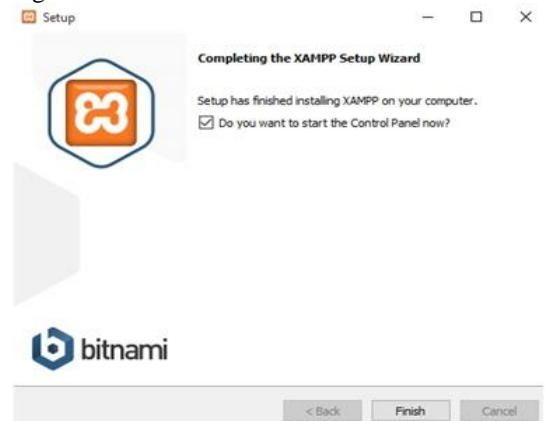 Setup
Completing the XAMPP Setup Wizard
Setup has finished installing XAMPP on your computer.
Do you want to start the Control Panel now?
bitnami
< Back Finish Cancel